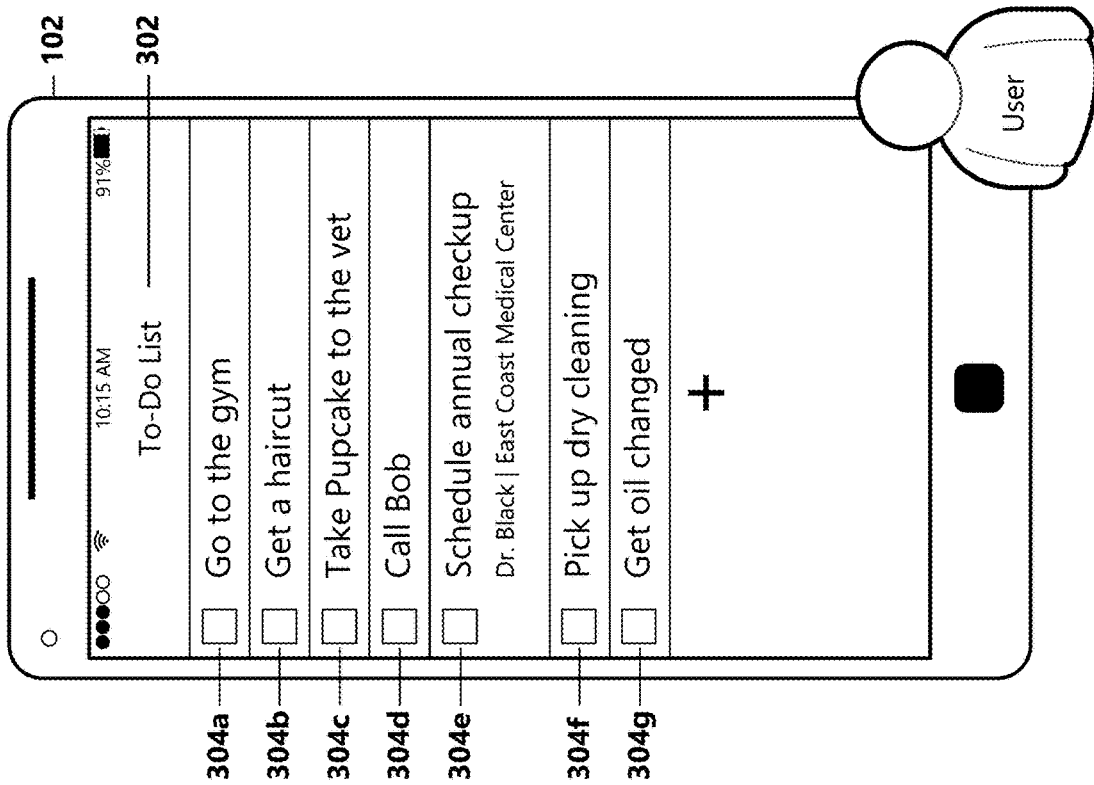 102
10:15 AM 91%
To-Do List 302
304a Go to the gym
304b Get a haircut
304c Take Pupcake to the vet
304d Call Bob
304e Schedule annual checkup
Dr. Black | East Coast Medical Center
304f Pick up dry cleaning
304g Get oil changed
+
User